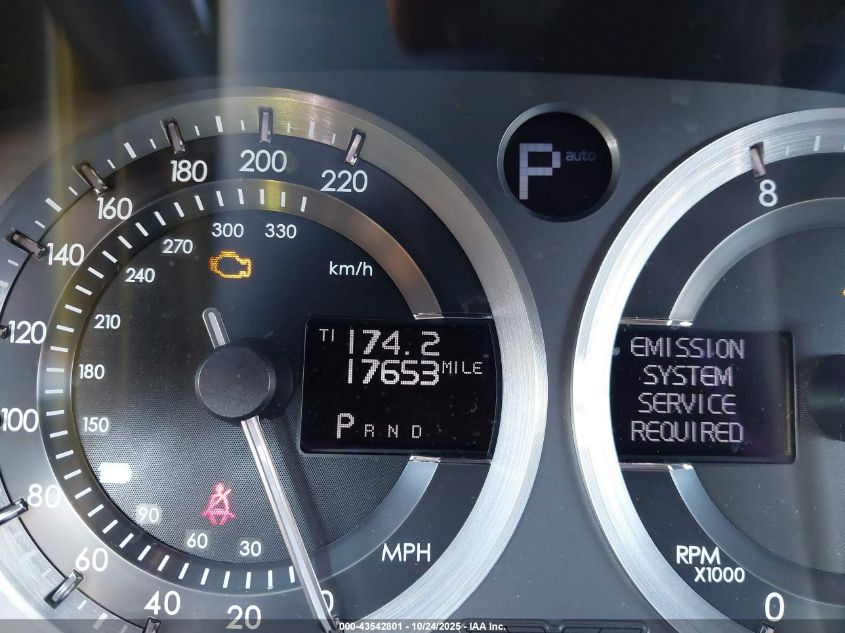 P auto
200
180
220
8
160
300
330
270
140
240
km/h
210
120
T1 174.2
17653 MILE
180
P R N D
EMISSION
SYSTEM
SERVICE
REQUIRED
100
150
80
90
60
30
MPH
60
RPM
X1000
40
20
0
0
000-43542801 - 10/24/2025 - IAA Inc.